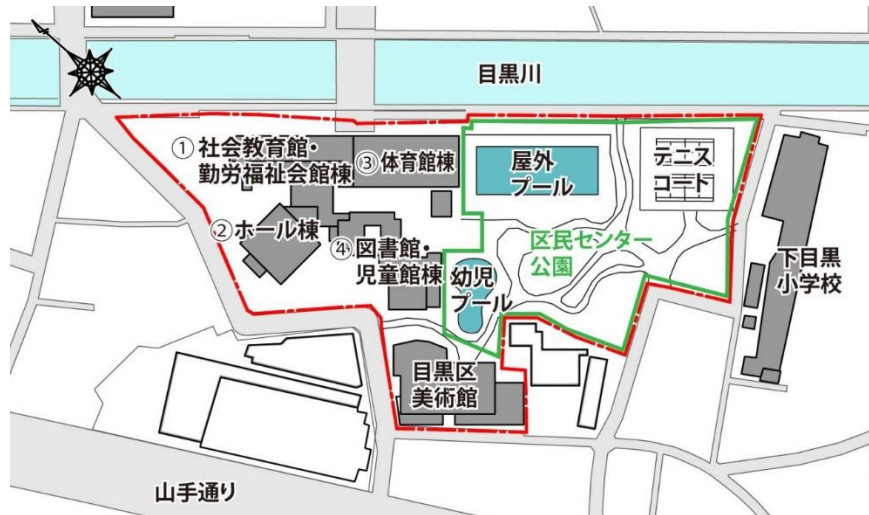 目黒川
① 社会教育館・
勤労福祉会館棟
③ 体育館棟
屋外
プール
テニス
コート
② ホール棟
④ 図書館・
児童館棟
幼児
プール
区民センター
公園
下目黒
小学校
目黒区
美術館
山手通り